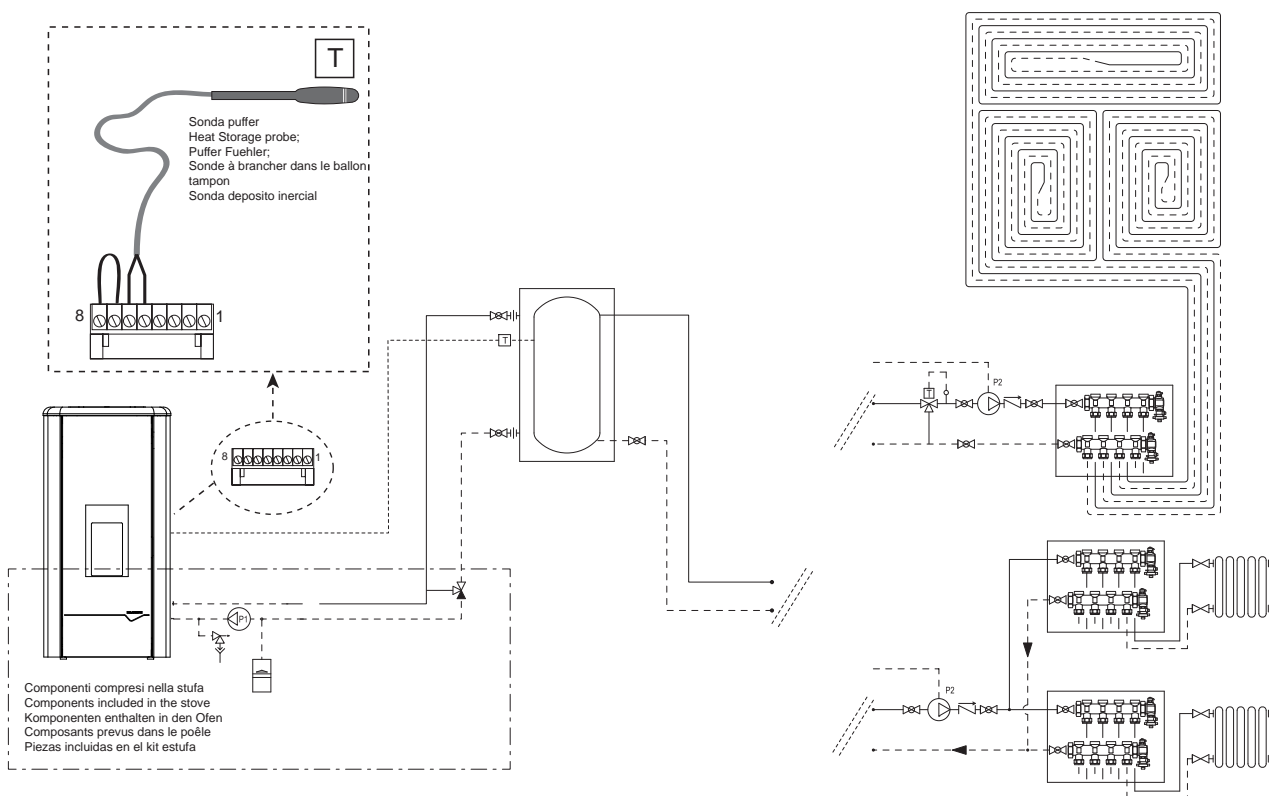 T
Sonda puffer
Heat Storage probe;
Puffer Fuehler;
Sonde à brancher dans le ballon
tampon
Sonda deposito inercial
8
1
T
T
P2
8
1
P1
P2
Componenti compresi nella stufa
Components included in the stove
Komponenten enthalten in den Ofen
Composants prevus dans le poêle
Piezas incluidas en el kit estufa